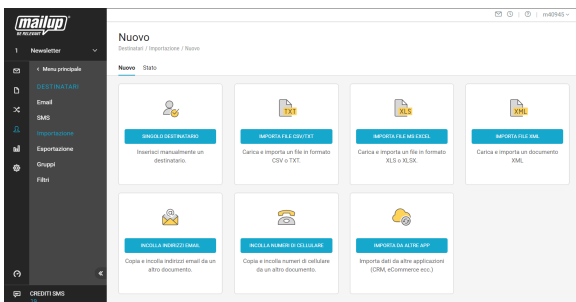 mailup
BE RELEVANT
m40945
1 Newsletter
Nuovo
Destinatari / Importazione / Nuovo
Nuovo Stato
< Menu principale
DESTINATARI
Email
SMS
Importazione
Esportazione
Gruppi
Filtri
SINGOLO DESTINATARIO
Inserisci manualmente un
destinatario.
TXT
IMPORTA FILE CSV/TXT
Carica e importa un file in formato
CSV o TXT.
XLS
IMPORTA FILE MS EXCEL
Carica e importa un file in formato
XLS o XLSX.
XML
IMPORTA FILE XML
Carica e importa un documento
XML
INCOLLA INDIRIZZI EMAIL
Copia e incolla indirizzi email da un
altro documento.
INCOLLA NUMERI DI CELLULARE
Copia e incolla numeri di cellulare
da un altro documento.
IMPORTA DA ALTRE APP
Importa dati da altre applicazioni
(CRM, eCommerce ecc.)
CREDITI SMS